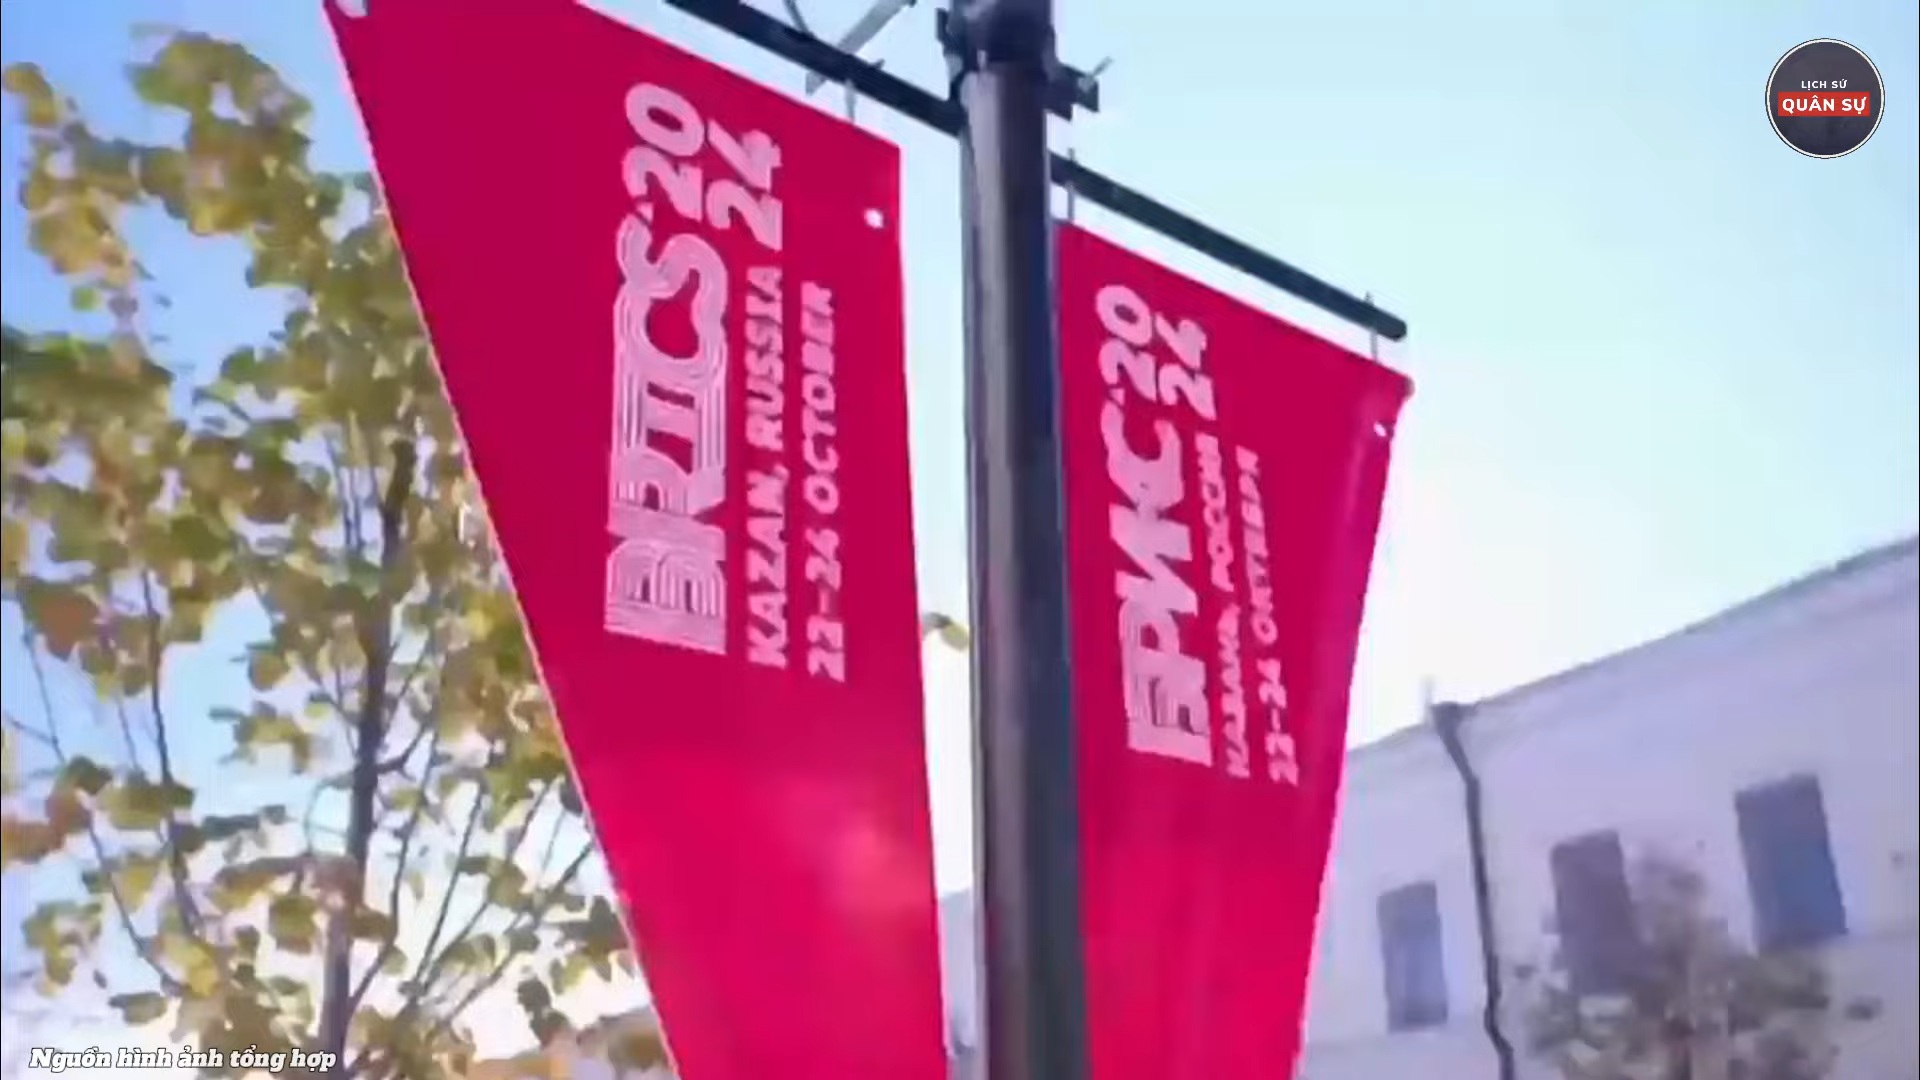 BRICS 2024
KAZAN, RUSSIA
22–24 OCTOBER
БРИКС 2024
КАЗАНЬ, РОССИЯ
22–24 ОКТЯБРЯ
LỊCH SỬ
QUÂN SỰ
Nguồn hình ảnh tổng hợp